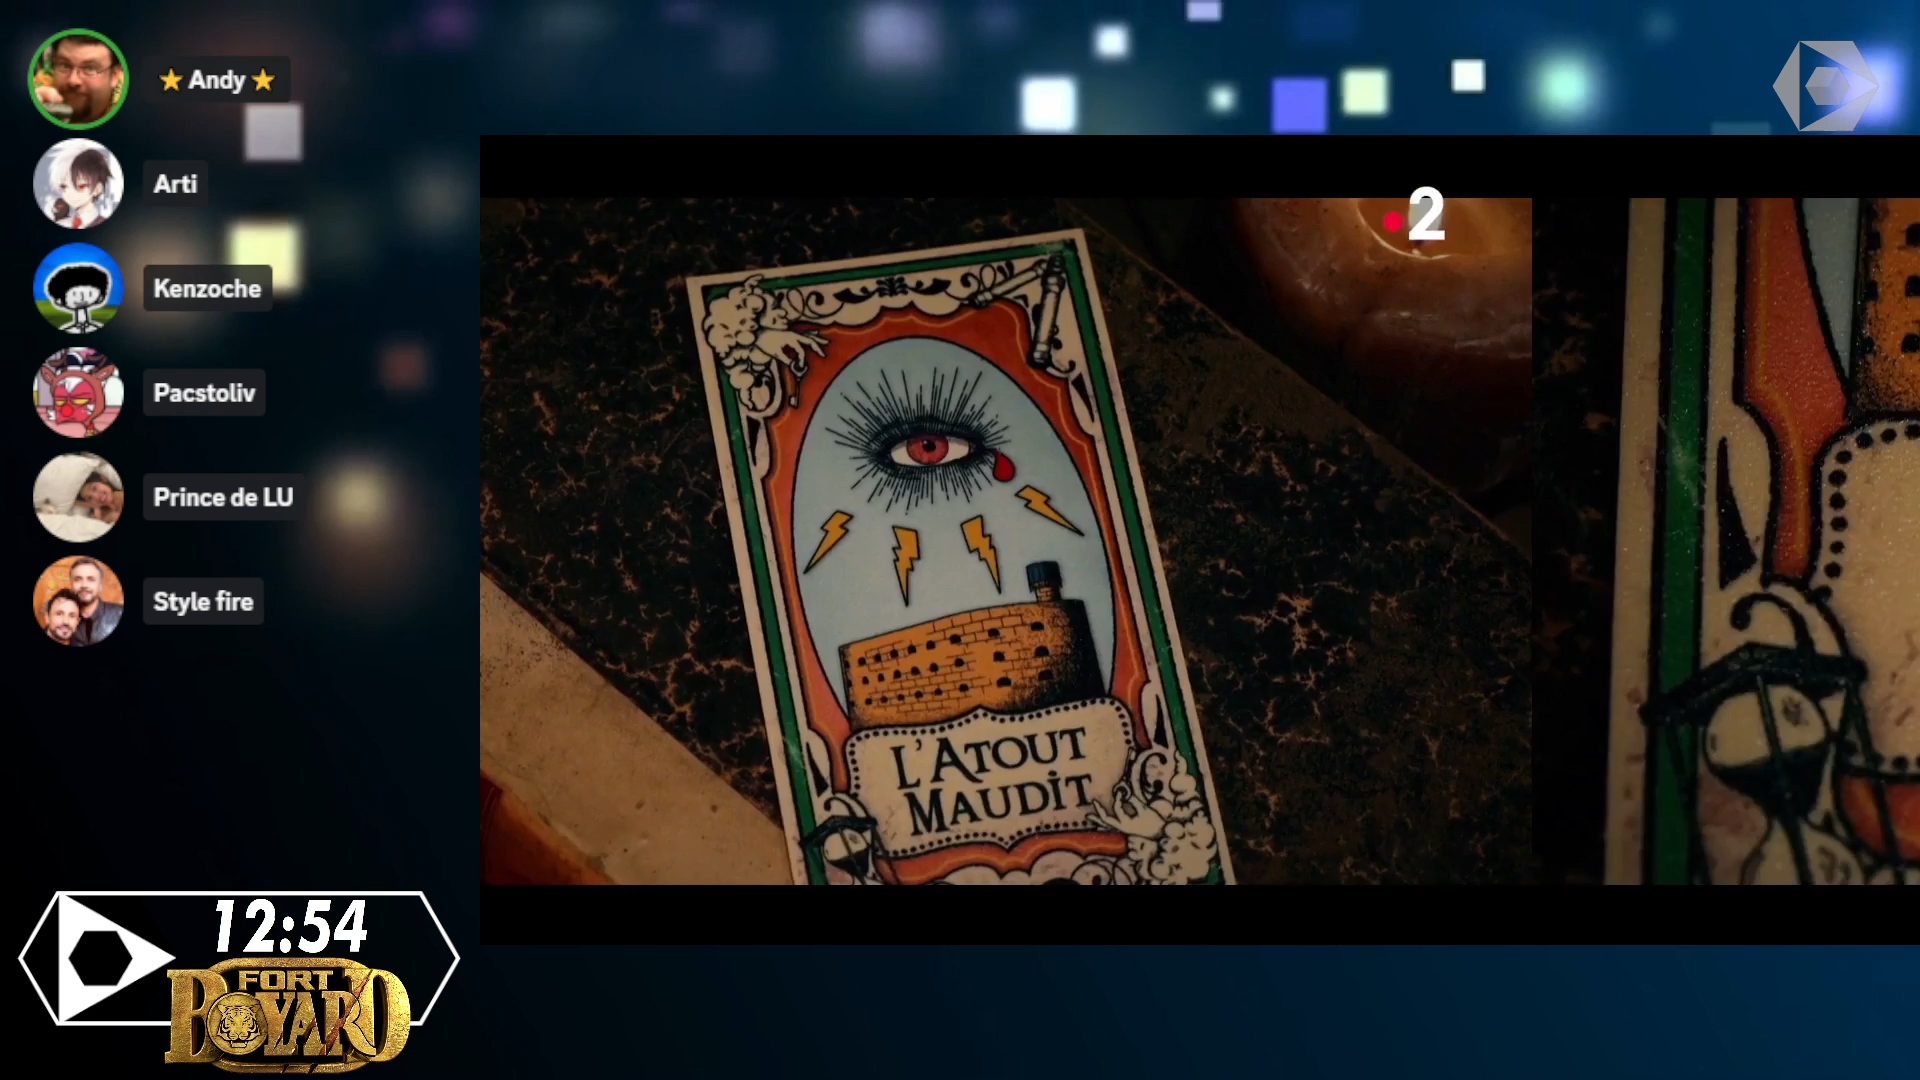 ⭐ Andy ⭐
Arti
Kenzoche
Pacstoliv
Prince de LU
Style fire
2
L'ATOUT
MAUDIT
12:54
FORT
BOYARD